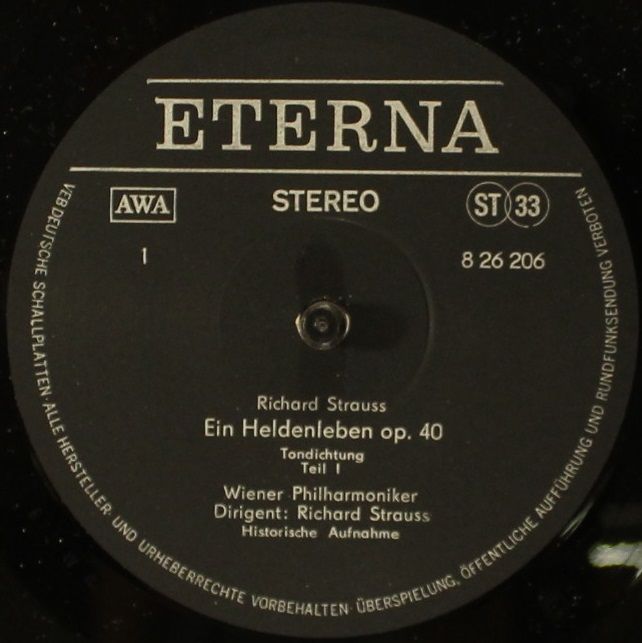 ETERNA
AWA STEREO ST 33
1 8 26 206
Richard Strauss
Ein Heldenleben op. 40
Tondichtung
Teil I
Wiener Philharmoniker
Dirigent: Richard Strauss
Historische Aufnahme
VEB DEUTSCHE SCHALLPLATTEN · ALLE HERSTELLER- UND URHEBERRECHTE VORBEHALTEN · ÜBERSPIELUNG, ÖFFENTLICHE AUFFÜHRUNG UND RUNDFUNKSENDUNG VERBOTEN